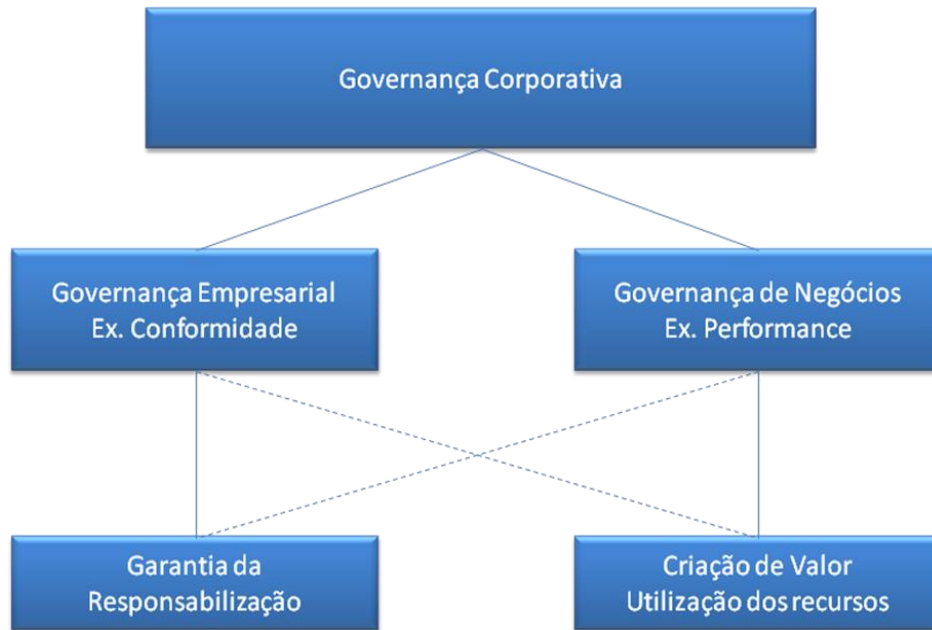 Governança Corporativa
Governança Empresarial
Ex. Conformidade
Governança de Negócios
Ex. Performance
Garantia da
Responsabilização
Criação de Valor
Utilização dos recursos